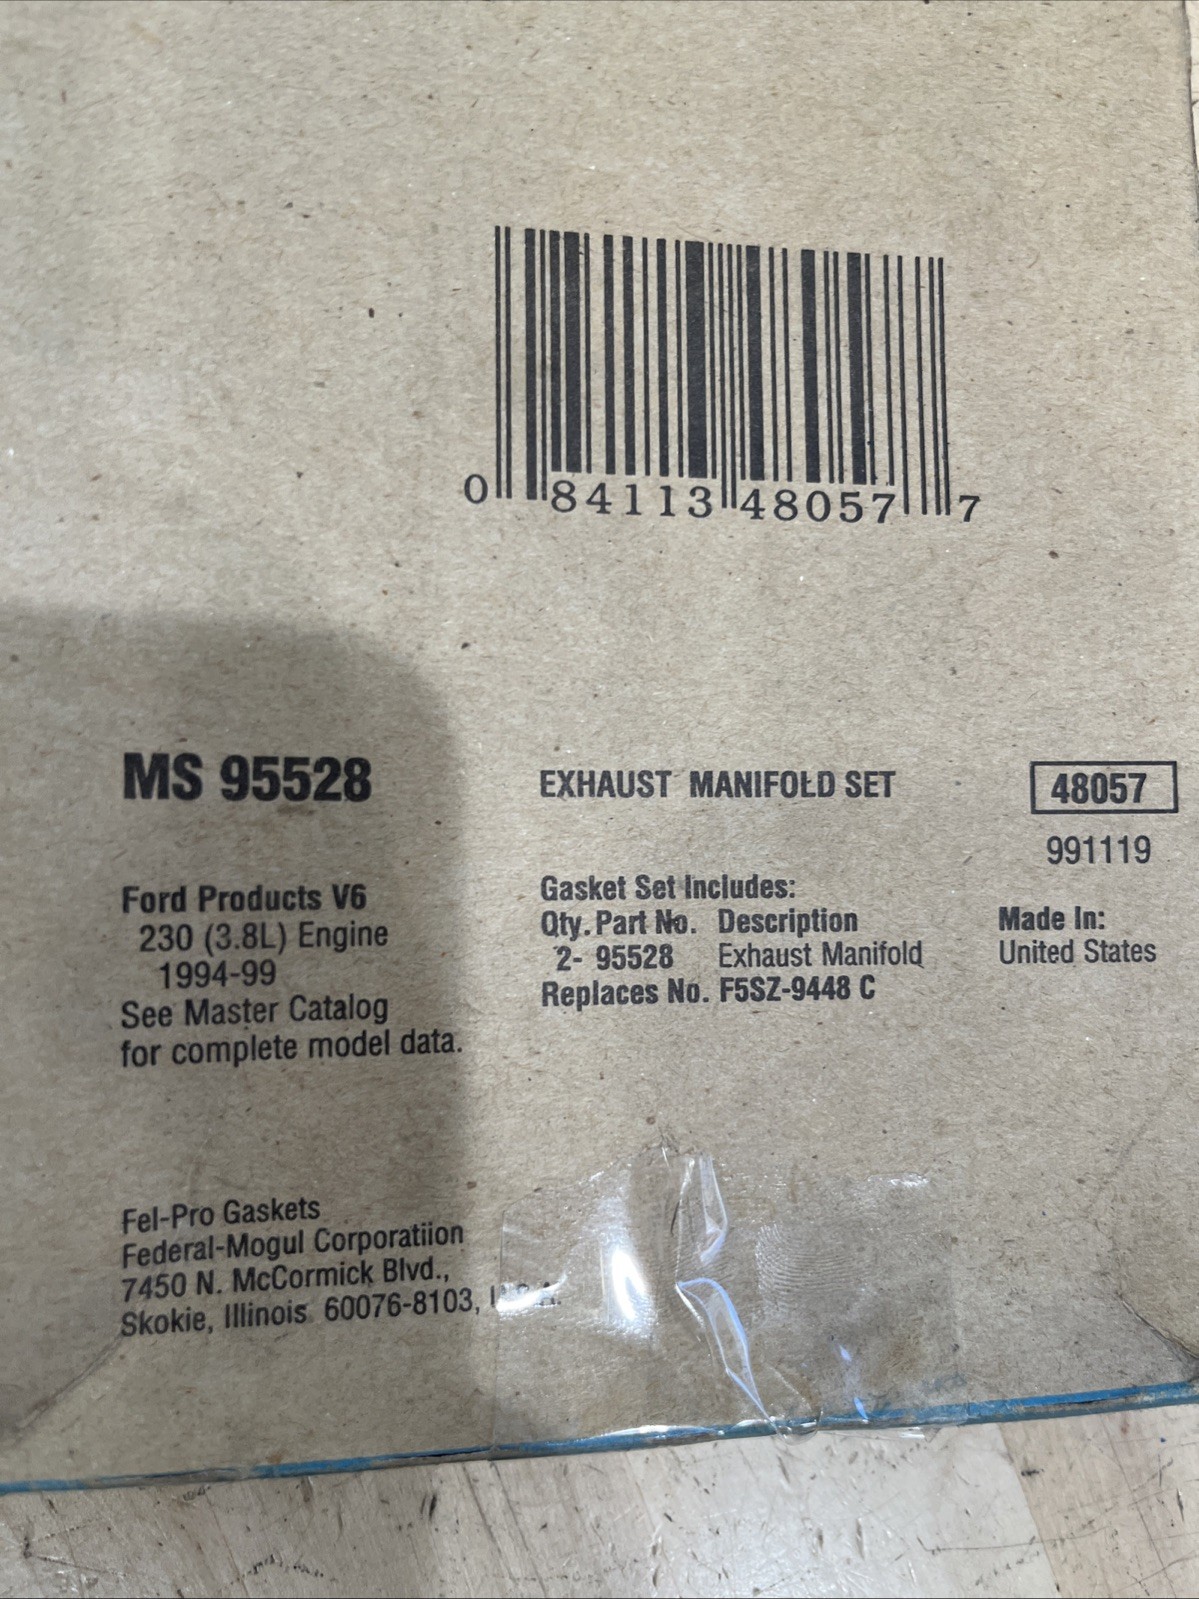 0 84113 48057 7
MS 95528
EXHAUST MANIFOLD SET
48057
991119
Ford Products V6
230 (3.8L) Engine
1994-99
See Master Catalog
for complete model data.
Gasket Set Includes:
Qty. Part No. Description
2- 95528 Exhaust Manifold
Replaces No. F5SZ-9448 C
Made In:
United States
Fel-Pro Gaskets
Federal-Mogul Corporatiion
7450 N. McCormick Blvd.,
Skokie, Illinois 60076-8103, U.S.A.